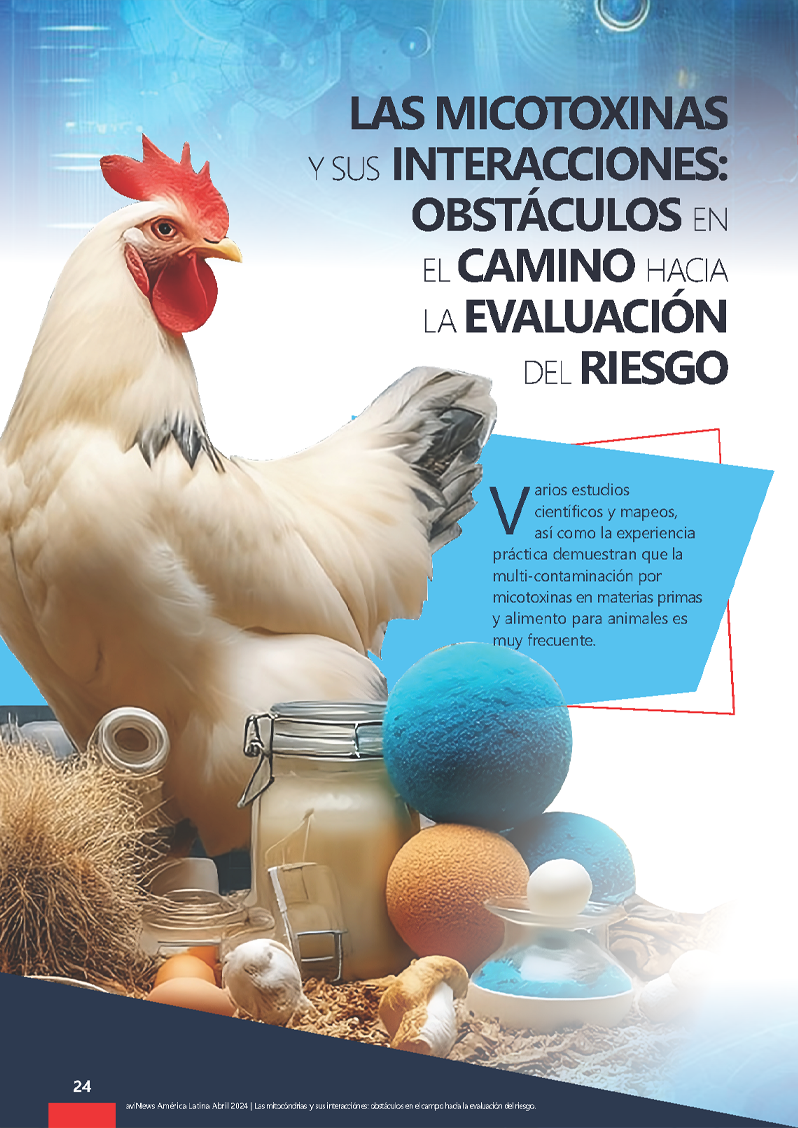 LAS MICOTOXINAS
Y SUS INTERACCIONES:
OBSTÁCULOS EN
EL CAMINO HACIA
LA EVALUACIÓN
DEL RIESGO
Varios estudios
científicos y mapeos,
así como la experiencia
práctica demuestran que la
multi-contaminación por
micotoxinas en materias primas
y alimento para animales es
muy frecuente.
24
aviNews América Latina Abril 2024 | Las mitocóndrias y sus interacciónes: obstáculos en el campo hacia la evaluación del riesgo.